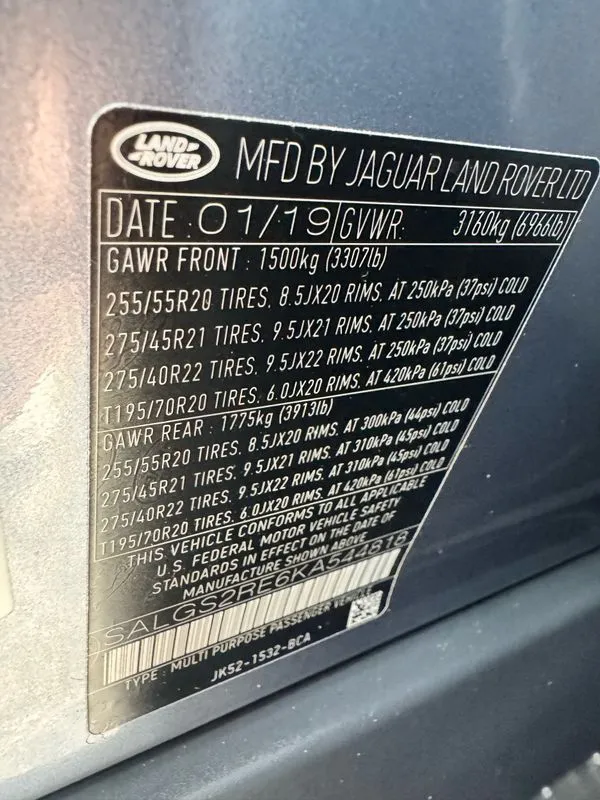 LAND
ROVER
MFD BY JAGUAR LAND ROVER LTD
DATE : 01/19 GVWR: 3160kg (6966lb)
GAWR FRONT : 1500kg (3307lb)
255/55R20 TIRES, 8.5JX20 RIMS, AT 250kPa (37psi) COLD
275/45R21 TIRES, 9.5JX21 RIMS, AT 250kPa (37psi) COLD
275/40R22 TIRES, 9.5JX22 RIMS, AT 250kPa (37psi) COLD
T195/70R20 TIRES, 6.0JX20 RIMS, AT 420kPa (61psi) COLD
GAWR REAR : 1775kg (3913lb)
255/55R20 TIRES, 8.5JX20 RIMS, AT 300kPa (44psi) COLD
275/45R21 TIRES, 9.5JX21 RIMS, AT 310kPa (45psi) COLD
275/40R22 TIRES, 9.5JX22 RIMS, AT 310kPa (45psi) COLD
T195/70R20 TIRES, 6.0JX20 RIMS, AT 420kPa (61psi) COLD
THIS VEHICLE CONFORMS TO ALL APPLICABLE
U.S. FEDERAL MOTOR VEHICLE SAFETY
STANDARDS IN EFFECT ON THE DATE OF
MANUFACTURE SHOWN ABOVE
SALGS2RE6KA544818
TYPE : MULTI PURPOSE PASSENGER VEHICLE
JK52-1532-BCA